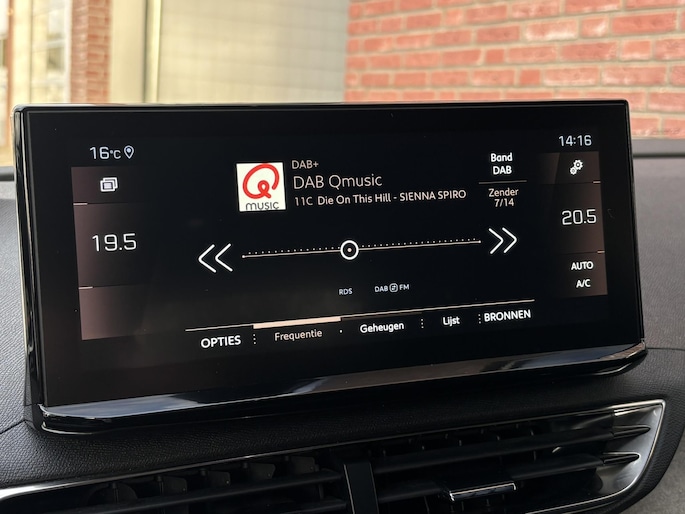 16°C
14:16
DAB+
DAB Qmusic
11C Die On This Hill - SIENNA SPIRO
MUSIC
Band
DAB
Zender
7/14
19.5
20.5
AUTO
A/C
RDS
DAB FM
OPTIES
Frequentie
Geheugen
Lijst
BRONNEN